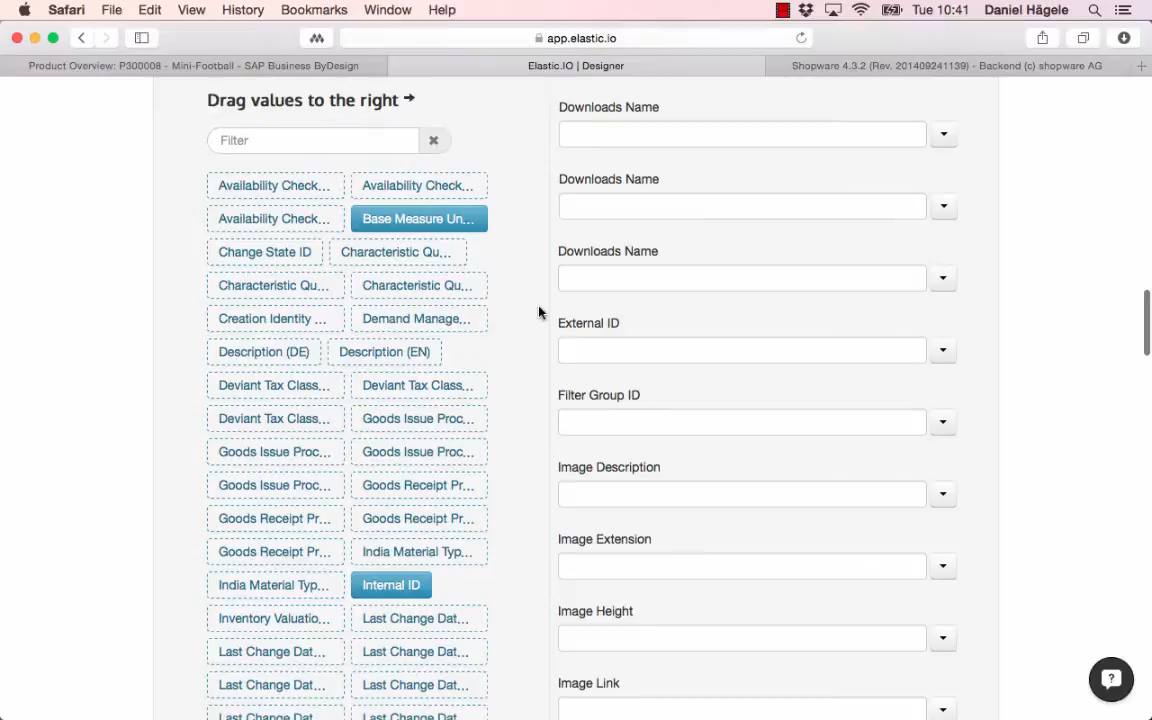 Safari File Edit View History Bookmarks Window Help Tue 10:41 Daniel Hägele
app.elastic.io
Product Overview: P300008 - Mini-Football - SAP Business ByDesign Elastic.IO | Designer Shopware 4.3.2 (Rev. 201409241139) - Backend (c) shopware AG
Drag values to the right
Filter
Availability Check... Availability Check...
Availability Check... Base Measure Un...
Change State ID Characteristic Qu...
Characteristic Qu... Characteristic Qu...
Creation Identity ... Demand Manage...
Description (DE) Description (EN)
Deviant Tax Class... Deviant Tax Class...
Deviant Tax Class... Goods Issue Proc...
Goods Issue Proc... Goods Issue Proc...
Goods Issue Proc... Goods Receipt Pr...
Goods Receipt Pr... Goods Receipt Pr...
Goods Receipt Pr... India Material Typ...
India Material Typ... Internal ID
Inventory Valuatio... Last Change Dat...
Last Change Dat... Last Change Dat...
Last Change Dat... Last Change Dat...
Last Change Dat... Last Change Dat...
Downloads Name
Downloads Name
Downloads Name
External ID
Filter Group ID
Image Description
Image Extension
Image Height
Image Link
?